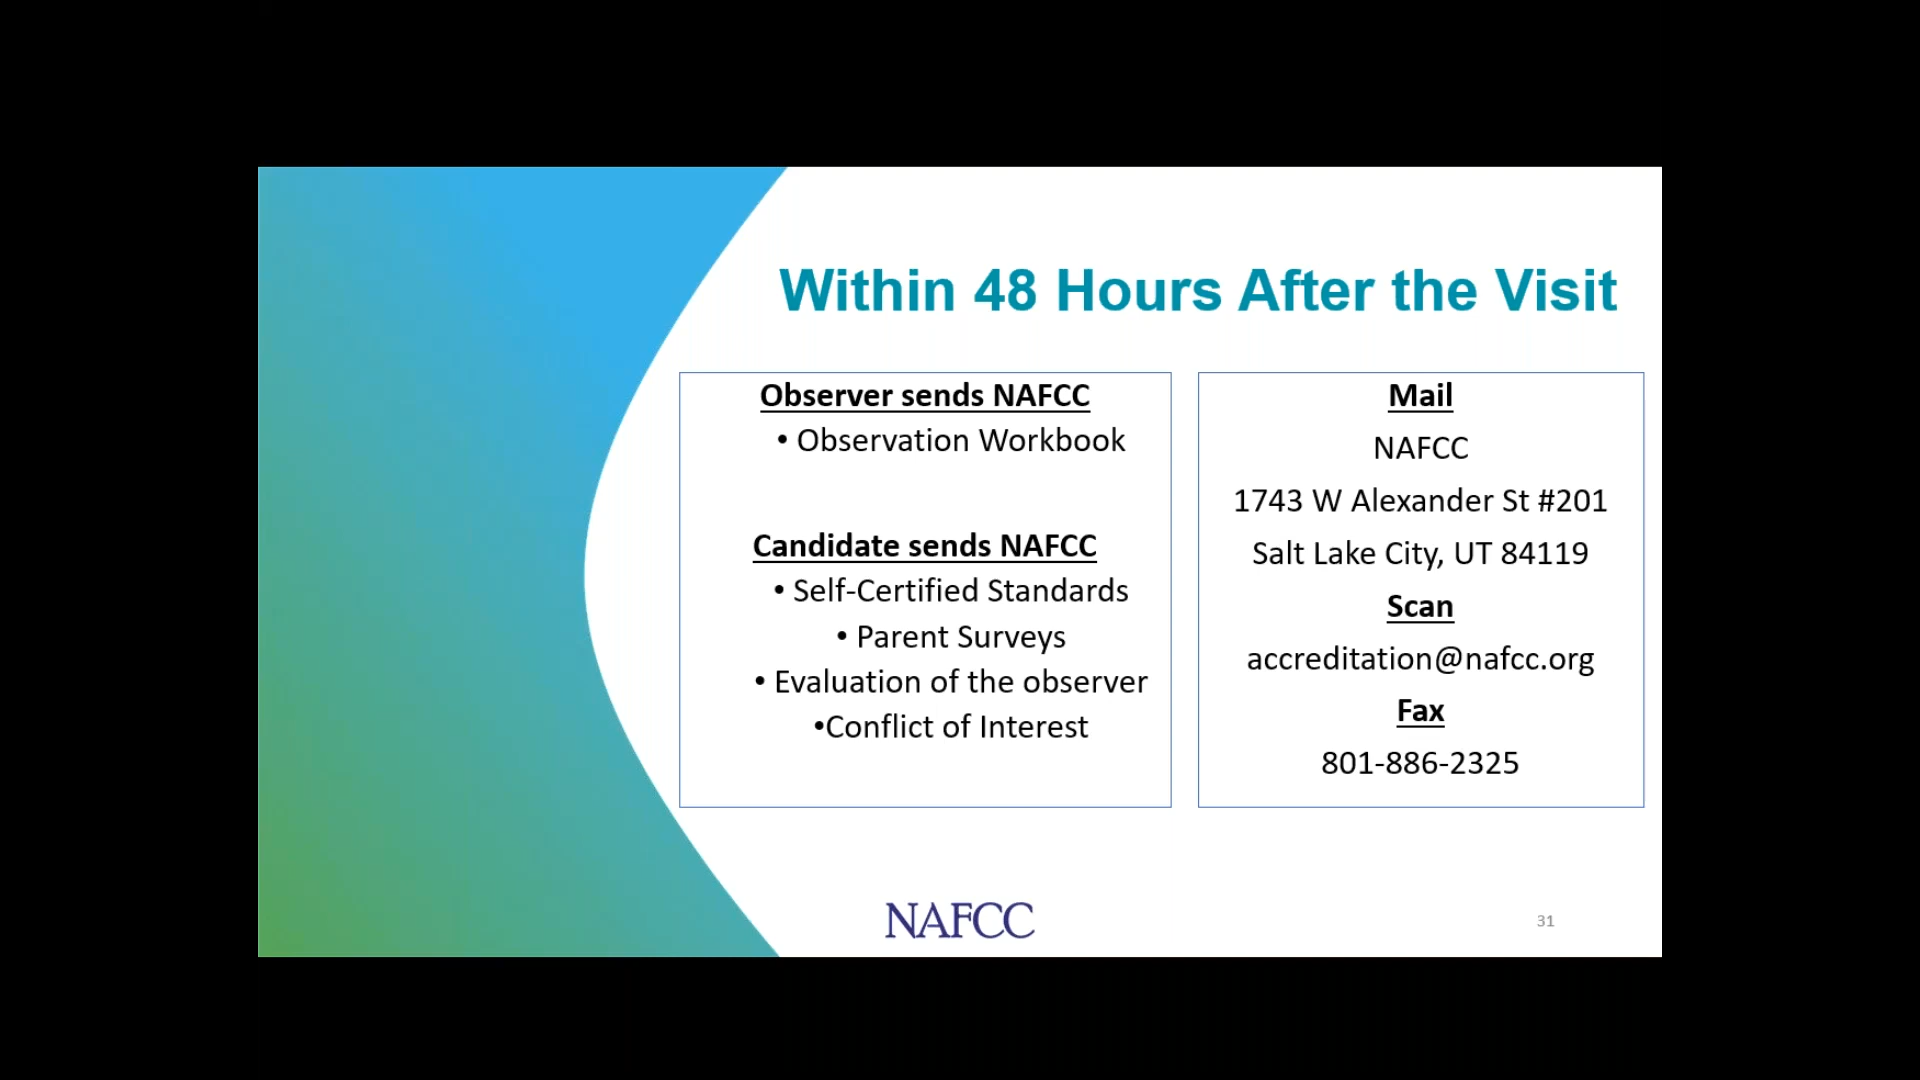 Within 48 Hours After the Visit
Observer sends NAFCC
• Observation Workbook
Candidate sends NAFCC
• Self-Certified Standards
• Parent Surveys
• Evaluation of the observer
•Conflict of Interest
Mail
NAFCC
1743 W Alexander St #201
Salt Lake City, UT 84119
Scan
accreditation@nafcc.org
Fax
801-886-2325
NAFCC
31